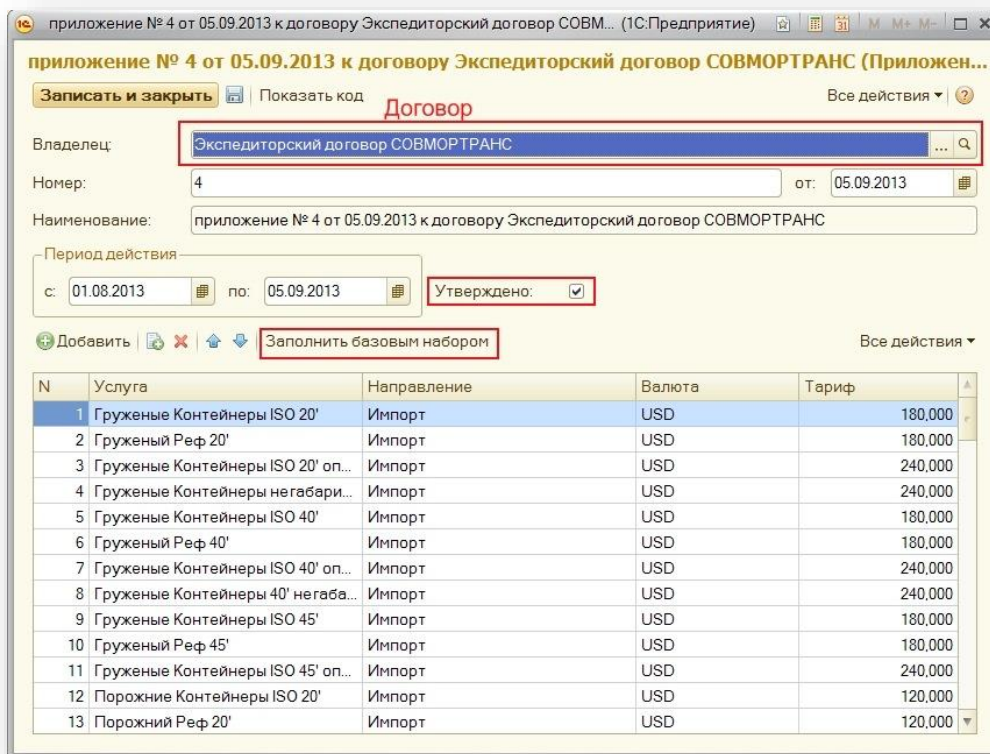 приложение № 4 от 05.09.2013 к договору Экспедиторский договор СОВМ... (1С:Предприятие) 31 M M+ M-
приложение № 4 от 05.09.2013 к договору Экспедиторский договор СОВМОРТРАНС (Приложен...
Записать и закрыть Показать код Все действия
Договор
Владелец: Экспедиторский договор СОВМОРТРАНС ...
Номер: 4 от: 05.09.2013
Наименование: приложение № 4 от 05.09.2013 к договору Экспедиторский договор СОВМОРТРАНС
Период действия
с: 01.08.2013 по: 05.09.2013 Утверждено:
Добавить Заполнить базовым набором Все действия
N Услуга Направление Валюта Тариф
1 Груженые Контейнеры ISO 20' Импорт USD 180,000
2 Груженый Реф 20' Импорт USD 180,000
3 Груженые Контейнеры ISO 20' оп... Импорт USD 240,000
4 Груженые Контейнеры негабари... Импорт USD 240,000
5 Груженые Контейнеры ISO 40' Импорт USD 180,000
6 Груженый Реф 40' Импорт USD 180,000
7 Груженые Контейнеры ISO 40' оп... Импорт USD 240,000
8 Груженые Контейнеры 40' негаба... Импорт USD 240,000
9 Груженые Контейнеры ISO 45' Импорт USD 180,000
10 Груженый Реф 45' Импорт USD 180,000
11 Груженые Контейнеры ISO 45' оп... Импорт USD 240,000
12 Порожние Контейнеры ISO 20' Импорт USD 120,000
13 Порожний Реф 20' Импорт USD 120,000